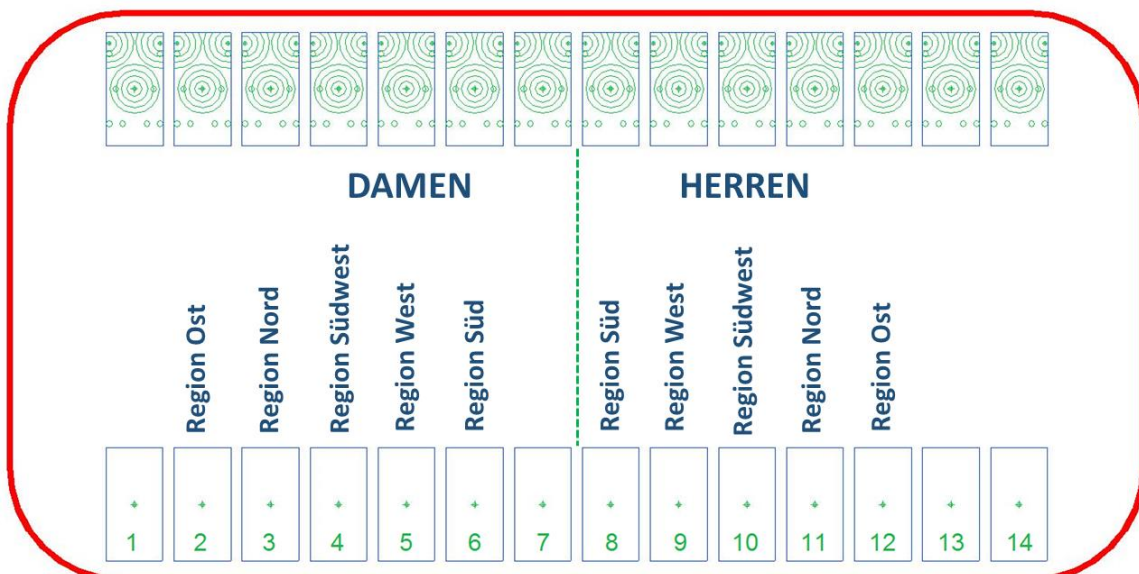 DAMEN HERREN
Region Ost
Region Nord
Region Südwest
Region West
Region Süd
Region Süd
Region West
Region Südwest
Region Nord
Region Ost
1 2 3 4 5 6 7 8 9 10 11 12 13 14